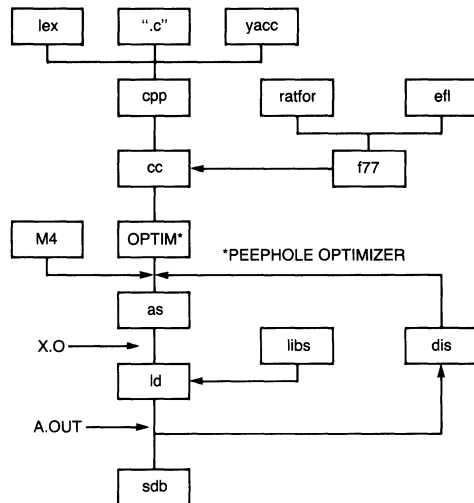 lex
“.c”
yacc
cpp
ratfor
efl
cc
f77
M4
OPTIM*
*PEEPHOLE OPTIMIZER
as
X.O
libs
dis
ld
A.OUT
sdb